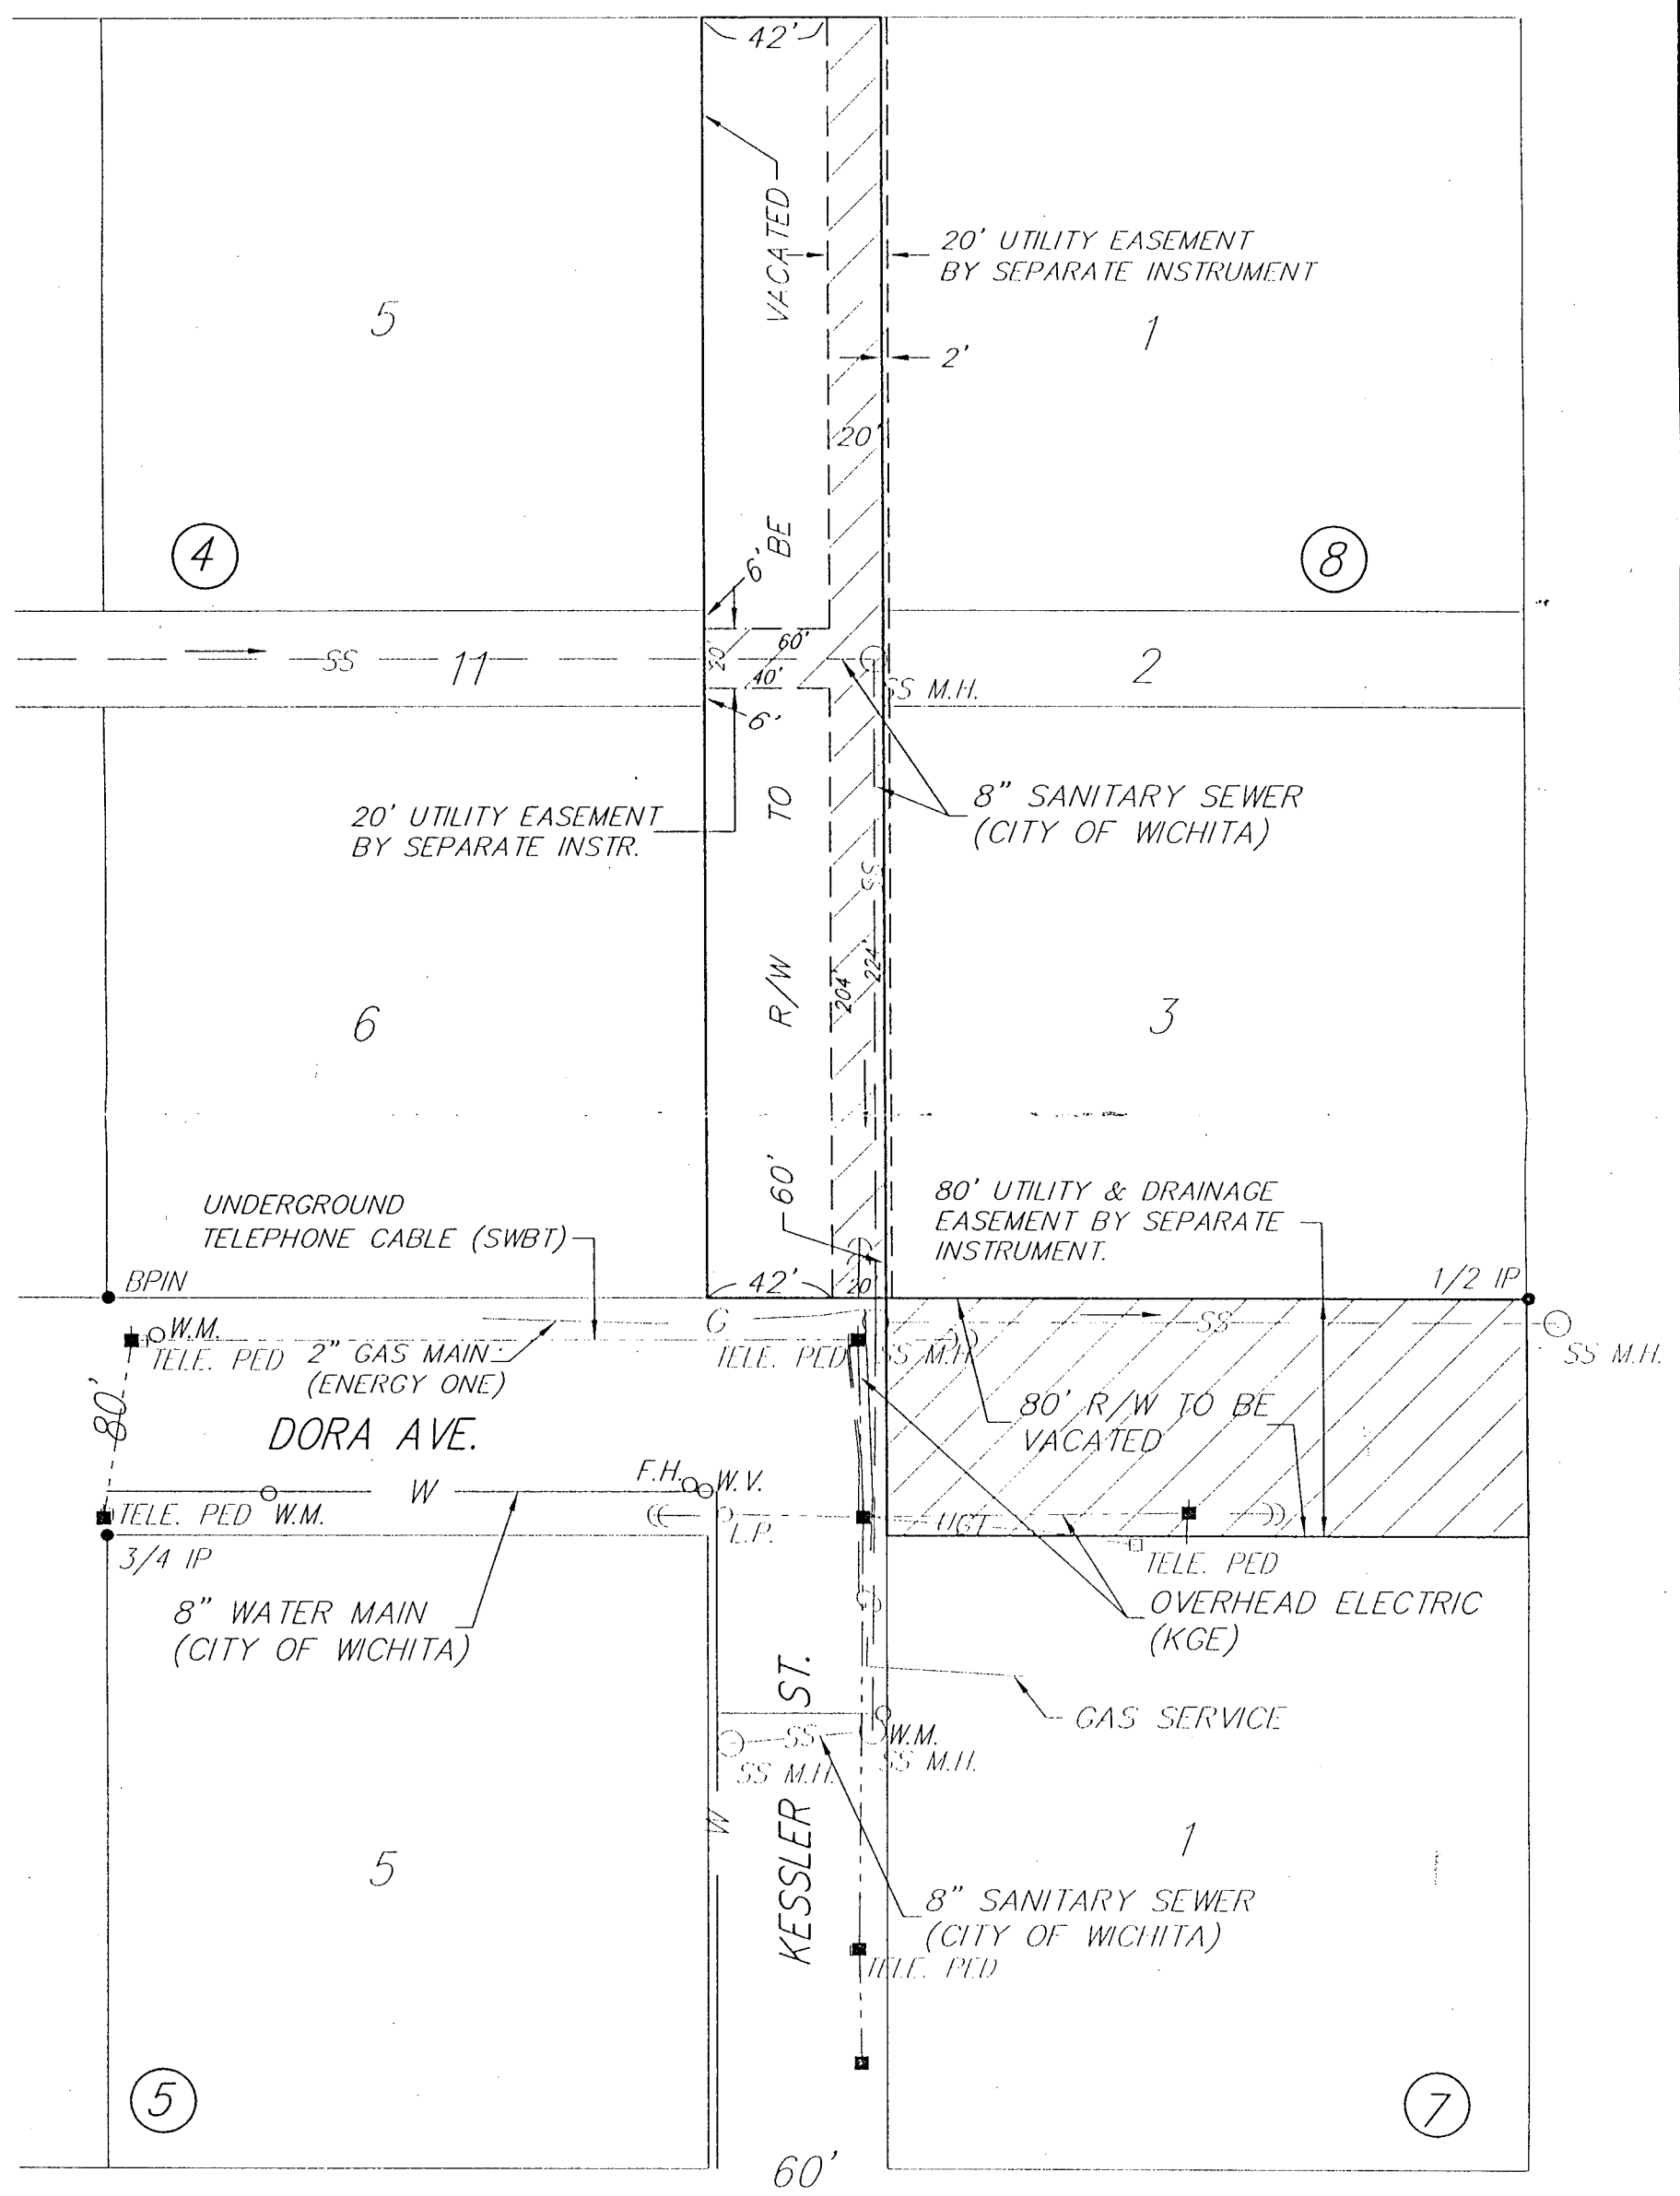 42'
VACATED
20' UTILITY EASEMENT
BY SEPARATE INSTRUMENT
5
1
2'
20'
BE
6'
4
8
60'
20'
SS
11
40'
2
SS M.H.
6'
20' UTILITY EASEMENT
BY SEPARATE INSTR.
TO
8" SANITARY SEWER
(CITY OF WICHITA)
SS
R/W
204'
224'
6
3
60'
UNDERGROUND
TELEPHONE CABLE (SWBT)
80' UTILITY & DRAINAGE
EASEMENT BY SEPARATE
INSTRUMENT.
BPIN
42'
20'
1/2 IP
W.M.
TELE. PED
2" GAS MAIN
(ENERGY ONE)
G
TELE. PED
SS M.H.
SS
SS M.H.
80'
DORA AVE.
80' R/W TO BE
VACATED
F.H.
W.V.
W
TELE. PED
W.M.
L.P.
UGT
3/4 IP
TELE. PED
8" WATER MAIN
(CITY OF WICHITA)
OVERHEAD ELECTRIC
(KGE)
KESSLER ST.
GAS SERVICE
SS
W.M.
SS M.H.
SS M.H.
W
5
1
8" SANITARY SEWER
(CITY OF WICHITA)
TELE. PED
5
7
60'